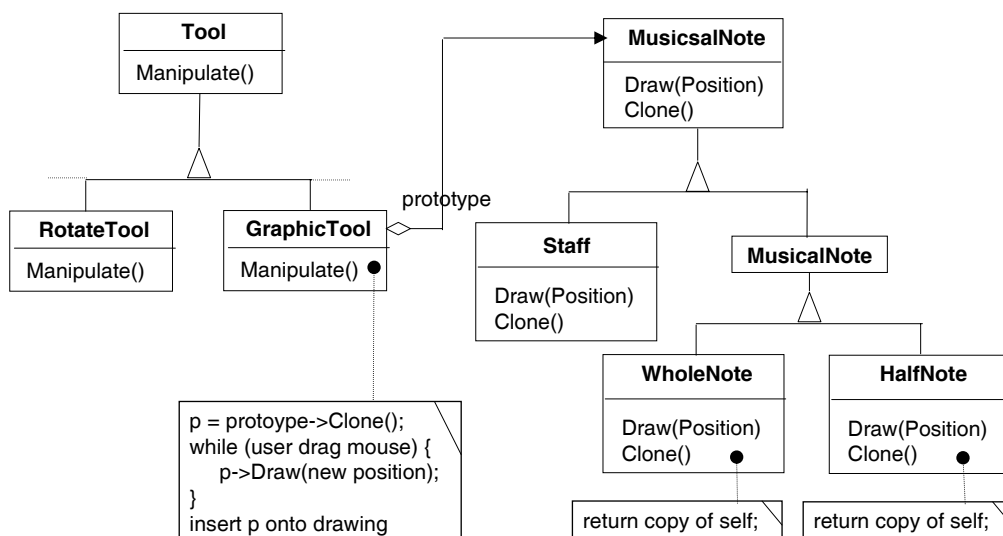 Tool
Manipulate()
MusicsalNote
Draw(Position)
Clone()
prototype
RotateTool
Manipulate()
GraphicTool
Manipulate()
Staff
Draw(Position)
Clone()
MusicalNote
WholeNote
Draw(Position)
Clone()
HalfNote
Draw(Position)
Clone()
p = protoype->Clone();
while (user drag mouse) {
p->Draw(new position);
}
insert p onto drawing
return copy of self;
return copy of self;